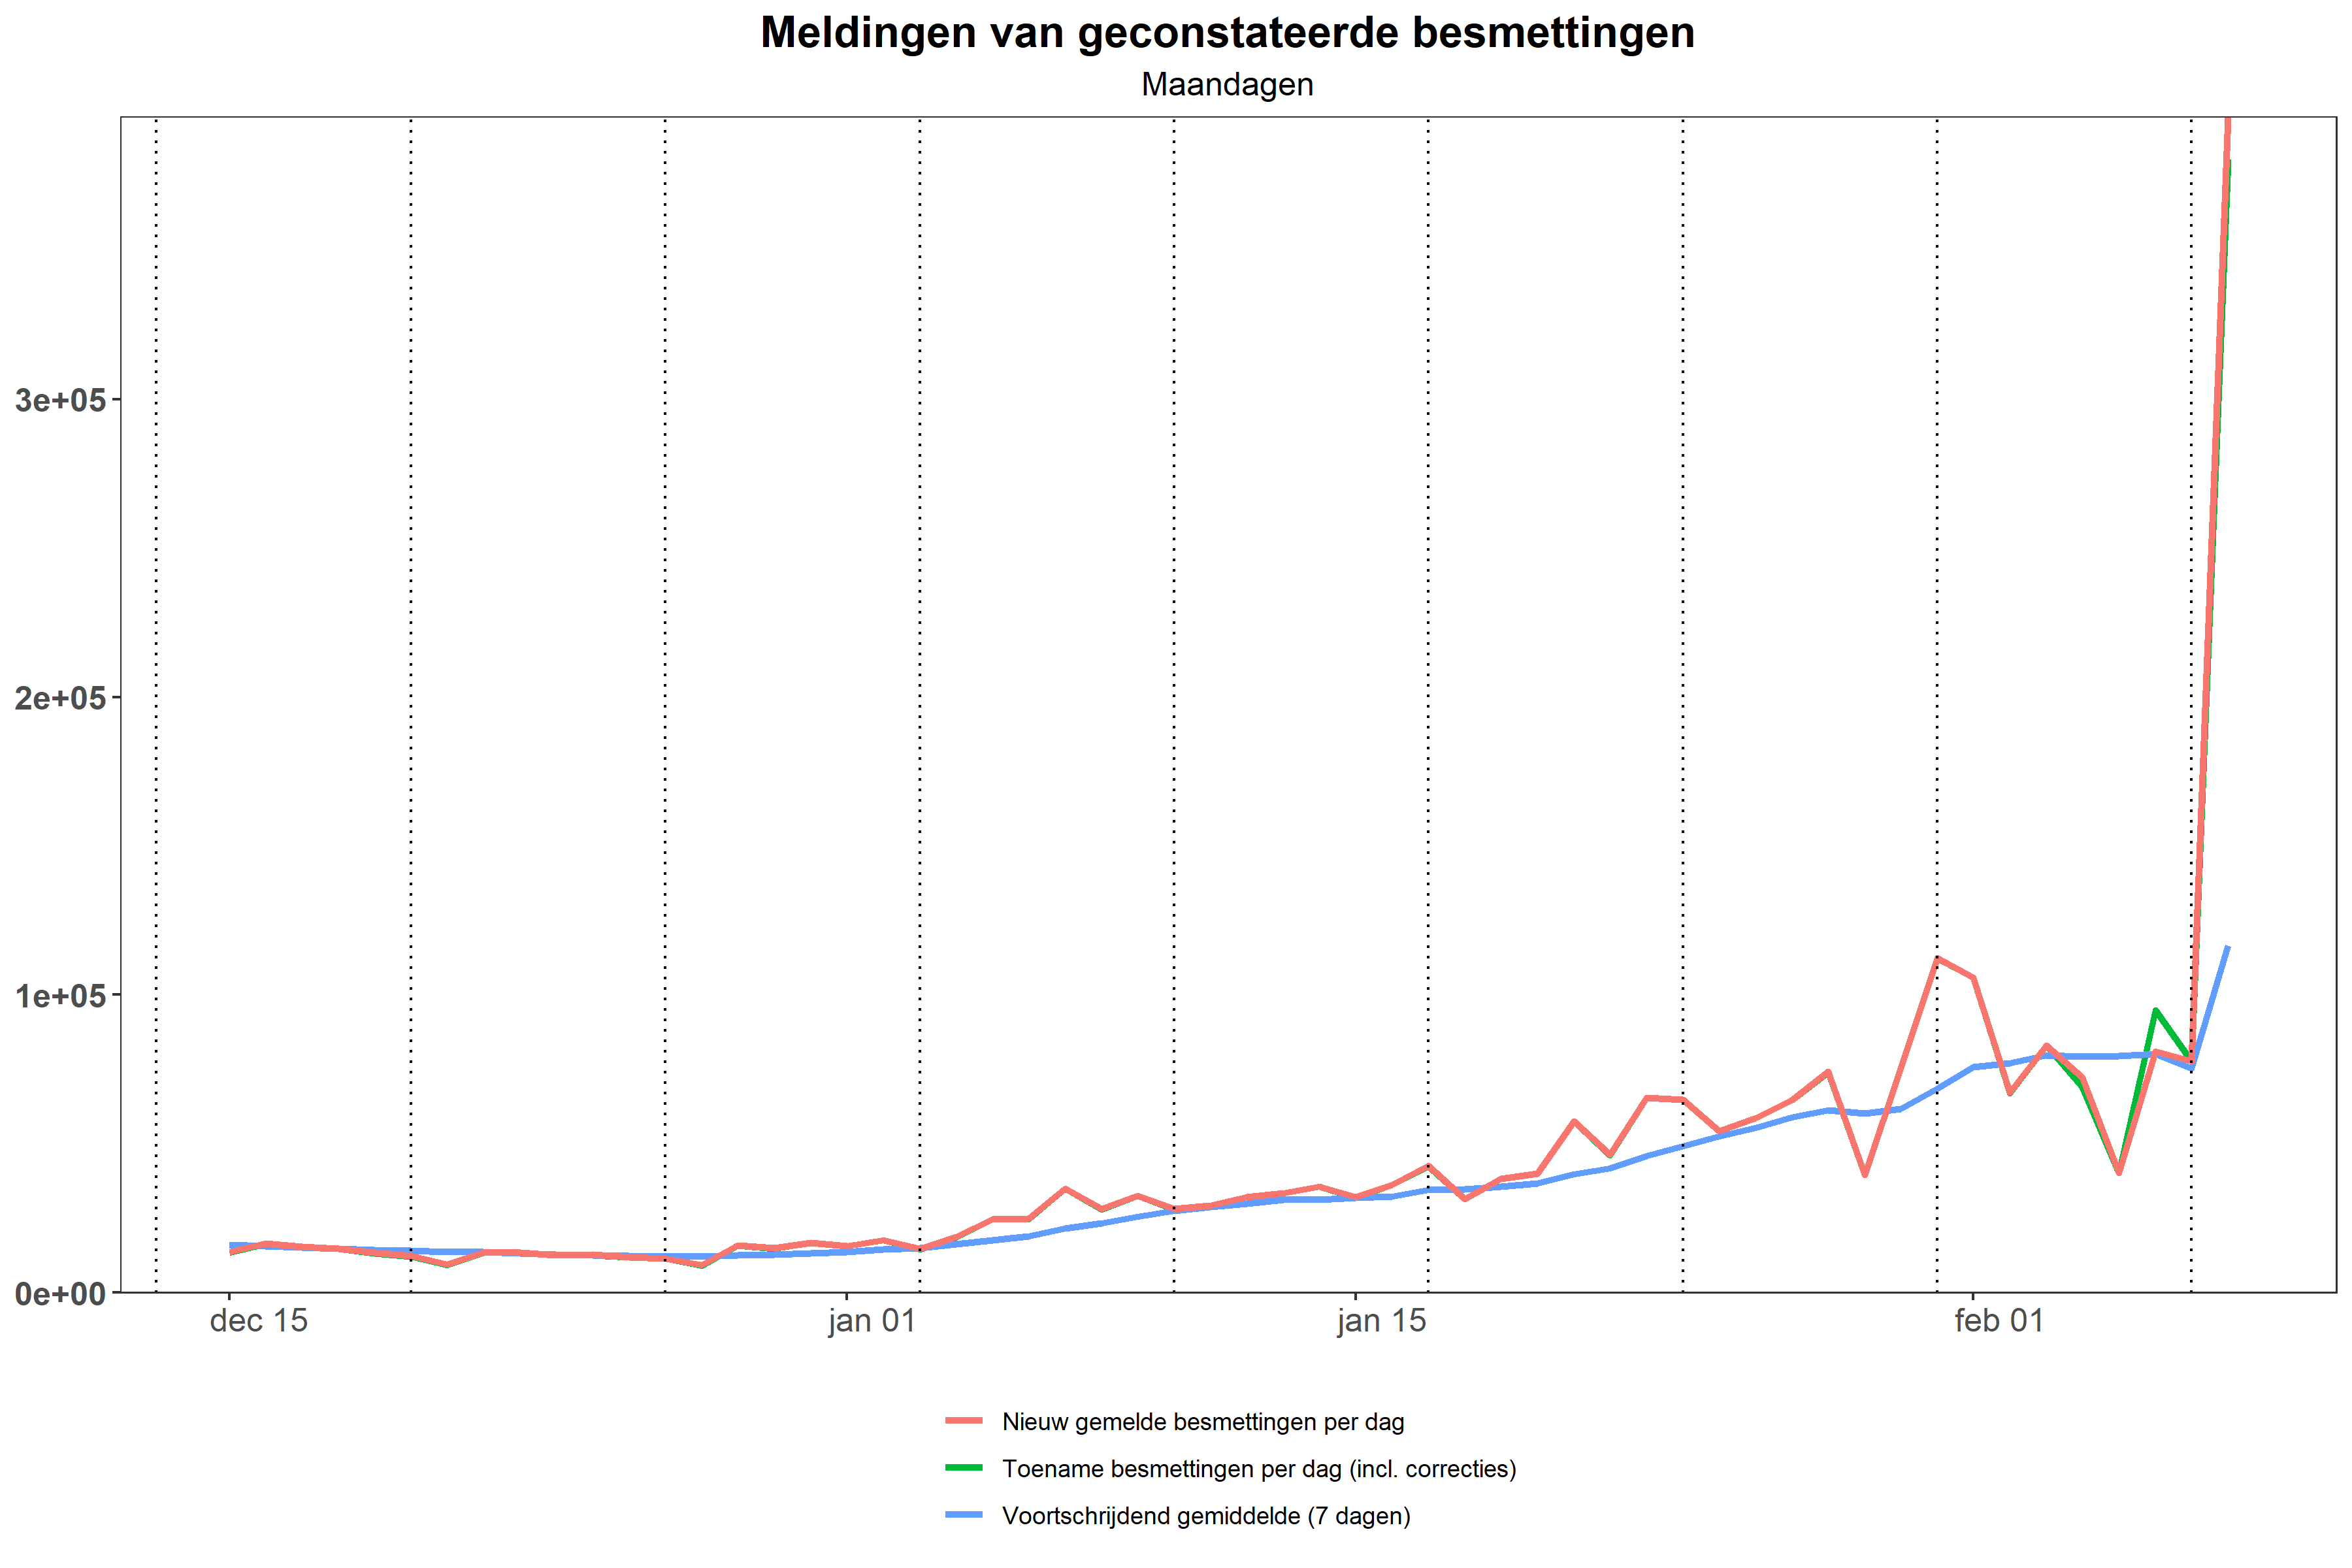 Meldingen van geconstateerde besmettingen
Maandagen
3e+05
2e+05
1e+05
0e+00
dec 15
jan 01
jan 15
feb 01
Nieuw gemelde besmettingen per dag
Toename besmettingen per dag (incl. correcties)
Voortschrijdend gemiddelde (7 dagen)